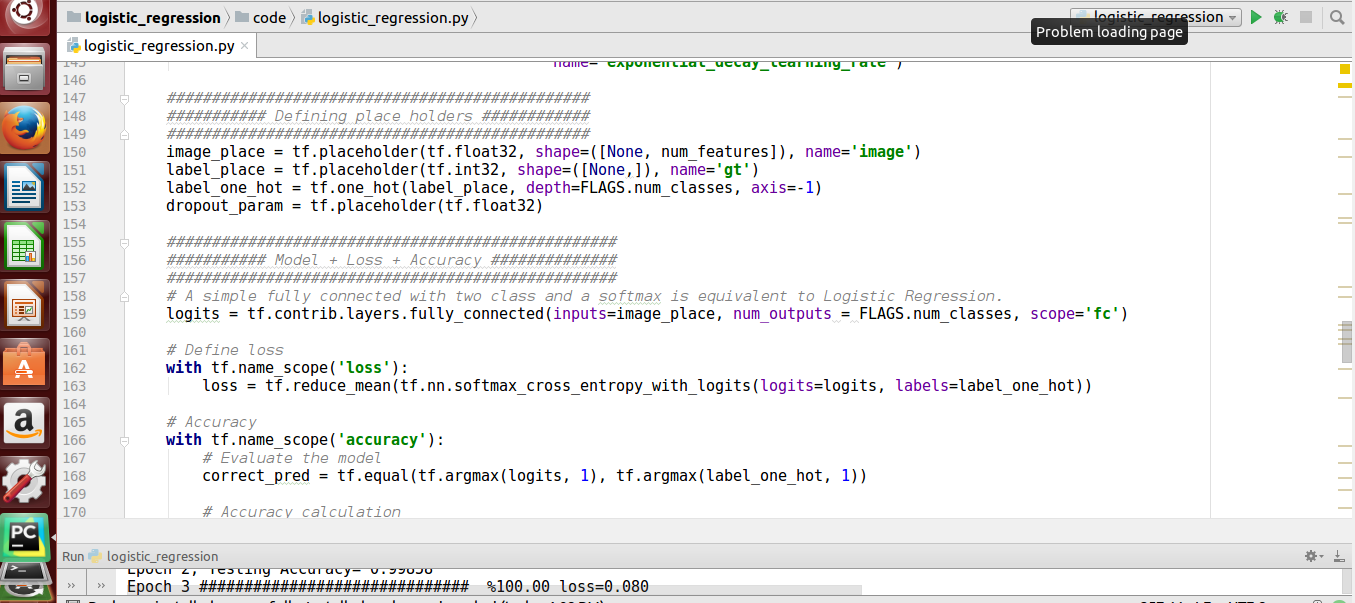 logistic_regression code logistic_regression.py logistic_regression
Problem loading page
logistic_regression.py
145 name="exponential_decay_learning_rate")
146
147 ###############################################
148 ########### Defining place holders ############
149 ###############################################
150 image_place = tf.placeholder(tf.float32, shape=([None, num_features]), name='image')
151 label_place = tf.placeholder(tf.int32, shape=([None,]), name='gt')
152 label_one_hot = tf.one_hot(label_place, depth=FLAGS.num_classes, axis=-1)
153 dropout_param = tf.placeholder(tf.float32)
154
155 ##################################################
156 ########### Model + Loss + Accuracy ##############
157 ##################################################
158 # A simple fully connected with two class and a softmax is equivalent to Logistic Regression.
159 logits = tf.contrib.layers.fully_connected(inputs=image_place, num_outputs = FLAGS.num_classes, scope='fc')
160
161 # Define loss
162 with tf.name_scope('loss'):
163 loss = tf.reduce_mean(tf.nn.softmax_cross_entropy_with_logits(logits=logits, labels=label_one_hot))
164
165 # Accuracy
166 with tf.name_scope('accuracy'):
167 # Evaluate the model
168 correct_pred = tf.equal(tf.argmax(logits, 1), tf.argmax(label_one_hot, 1))
169
170 # Accuracy calculation
Run logistic_regression
Epoch 2, Testing Accuracy= 0.99858
Epoch 3 ############################## %100.00 loss=0.080